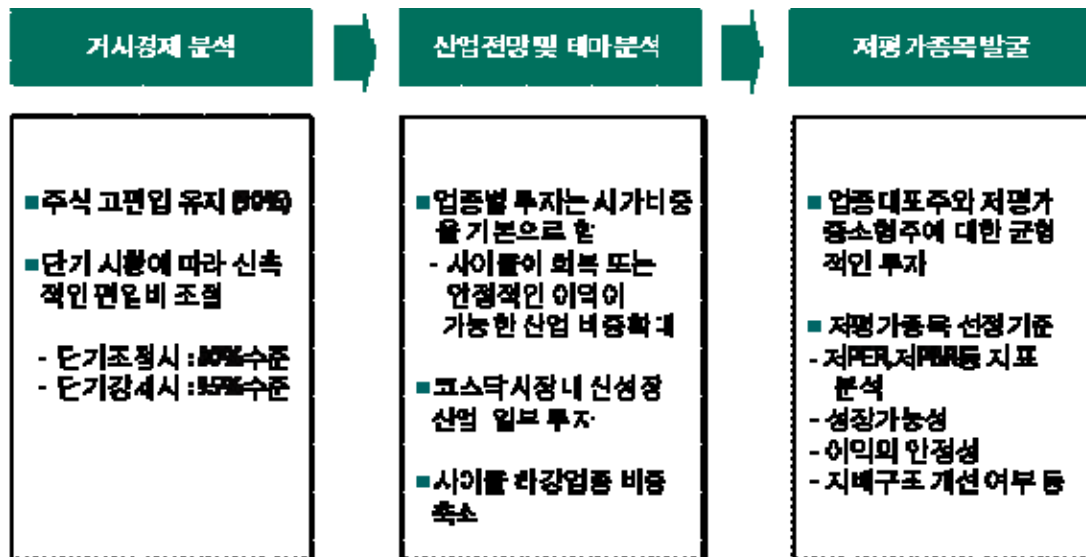 거시경제 분석
산업전망및 테마분석
저평가종목발굴
■주식 고편입 유지 (90%)
■단기 시황에 따라 신축
적인 편입비 조절
- 단기조정시 : 80%수준
- 단기강세시 : 95%수준
■업종별 투자는 시가비중
을 기본으로 함
- 사이클이 회복 또는
안정적인 이익이
가능한 산업 비중확대
■코스닥시장내 신성장
산업 일부 투자
■사이클 하강업종 비중
축소
■ 업종대표주와 저평가
중소형주에 대한 균형
적인 투자
■ 저평가종목 선정기준
- 저PER,저PBR등 지표
분석
- 성장가능성
- 이익의 안정성
- 지배구조 개선여부 등